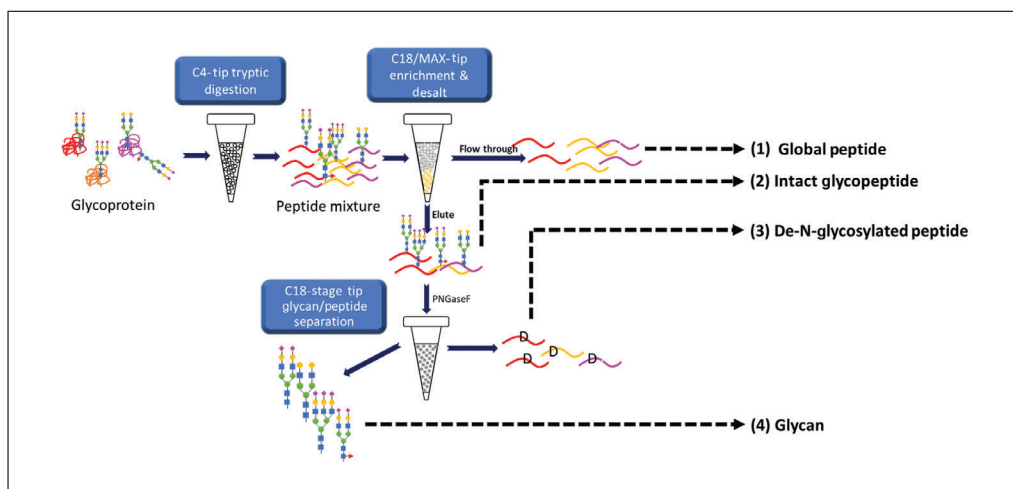 C4-tip tryptic
digestion
C18/MAX-tip
enrichment &
desalt
Flow through
(1) Global peptide
(2) Intact glycopeptide
Glycoprotein
Peptide mixture
Elute
(3) De-N-glycosylated peptide
C18-stage tip
glycan/peptide
separation
PNGaseF
D
D
D
D
(4) Glycan